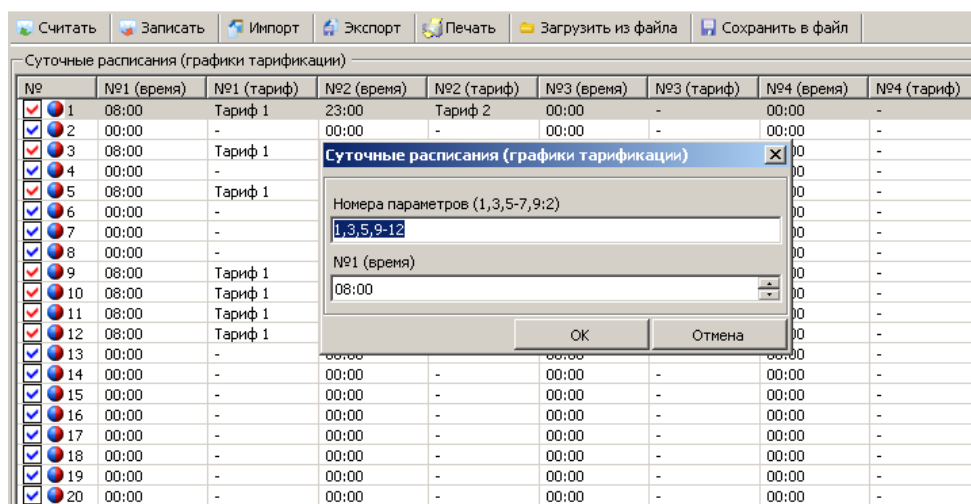 Считать Записать Импорт Экспорт Печать Загрузить из файла Сохранить в файл
Суточные расписания (графики тарификации)
№ №1 (время) №1 (тариф) №2 (время) №2 (тариф) №3 (время) №3 (тариф) №4 (время) №4 (тариф)
1 08:00 Тариф 1 23:00 Тариф 2 00:00 - 00:00 -
2 00:00 - 00:00 - 00:00 - 00:00 -
3 08:00 Тариф 1 -
4 00:00 - -
5 08:00 Тариф 1 -
6 00:00 - -
7 00:00 - -
8 00:00 - -
9 08:00 Тариф 1 -
10 08:00 Тариф 1 -
11 08:00 Тариф 1 -
12 08:00 Тариф 1 -
Суточные расписания (графики тарификации)
Номера параметров (1,3,5-7,9:2)
1,3,5,9-12
№1 (время)
08:00
OK Отмена
13 00:00 - 00:00 - 00:00 - 00:00 -
14 00:00 - 00:00 - 00:00 - 00:00 -
15 00:00 - 00:00 - 00:00 - 00:00 -
16 00:00 - 00:00 - 00:00 - 00:00 -
17 00:00 - 00:00 - 00:00 - 00:00 -
18 00:00 - 00:00 - 00:00 - 00:00 -
19 00:00 - 00:00 - 00:00 - 00:00 -
20 00:00 - 00:00 - 00:00 - 00:00 -